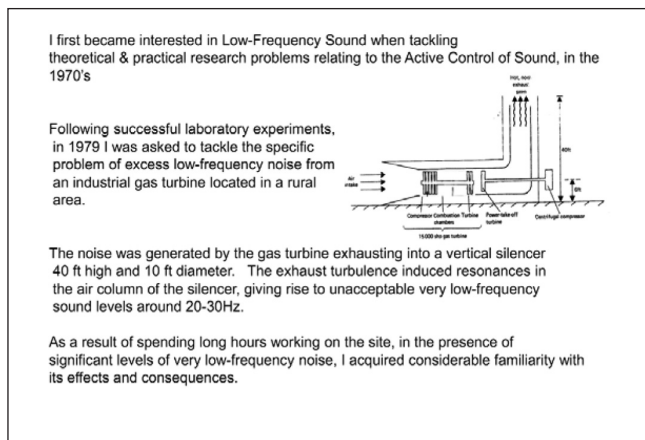 I first became interested in Low-Frequency Sound when tackling
theoretical & practical research problems relating to the Active Control of Sound, in the
1970's
Following successful laboratory experiments,
in 1979 I was asked to tackle the specific
problem of excess low-frequency noise from
an industrial gas turbine located in a rural
area.
exhaust
40ft
Air
intake
6ft
Compressor Combustion Turbine
chambers
Power-take-off
turbine
Centrifugal compressor
15,000 shp gas turbine
The noise was generated by the gas turbine exhausting into a vertical silencer
40 ft high and 10 ft diameter. The exhaust turbulence induced resonances in
the air column of the silencer, giving rise to unacceptable very low-frequency
sound levels around 20-30Hz.
As a result of spending long hours working on the site, in the presence of
significant levels of very low-frequency noise, I acquired considerable familiarity with
its effects and consequences.